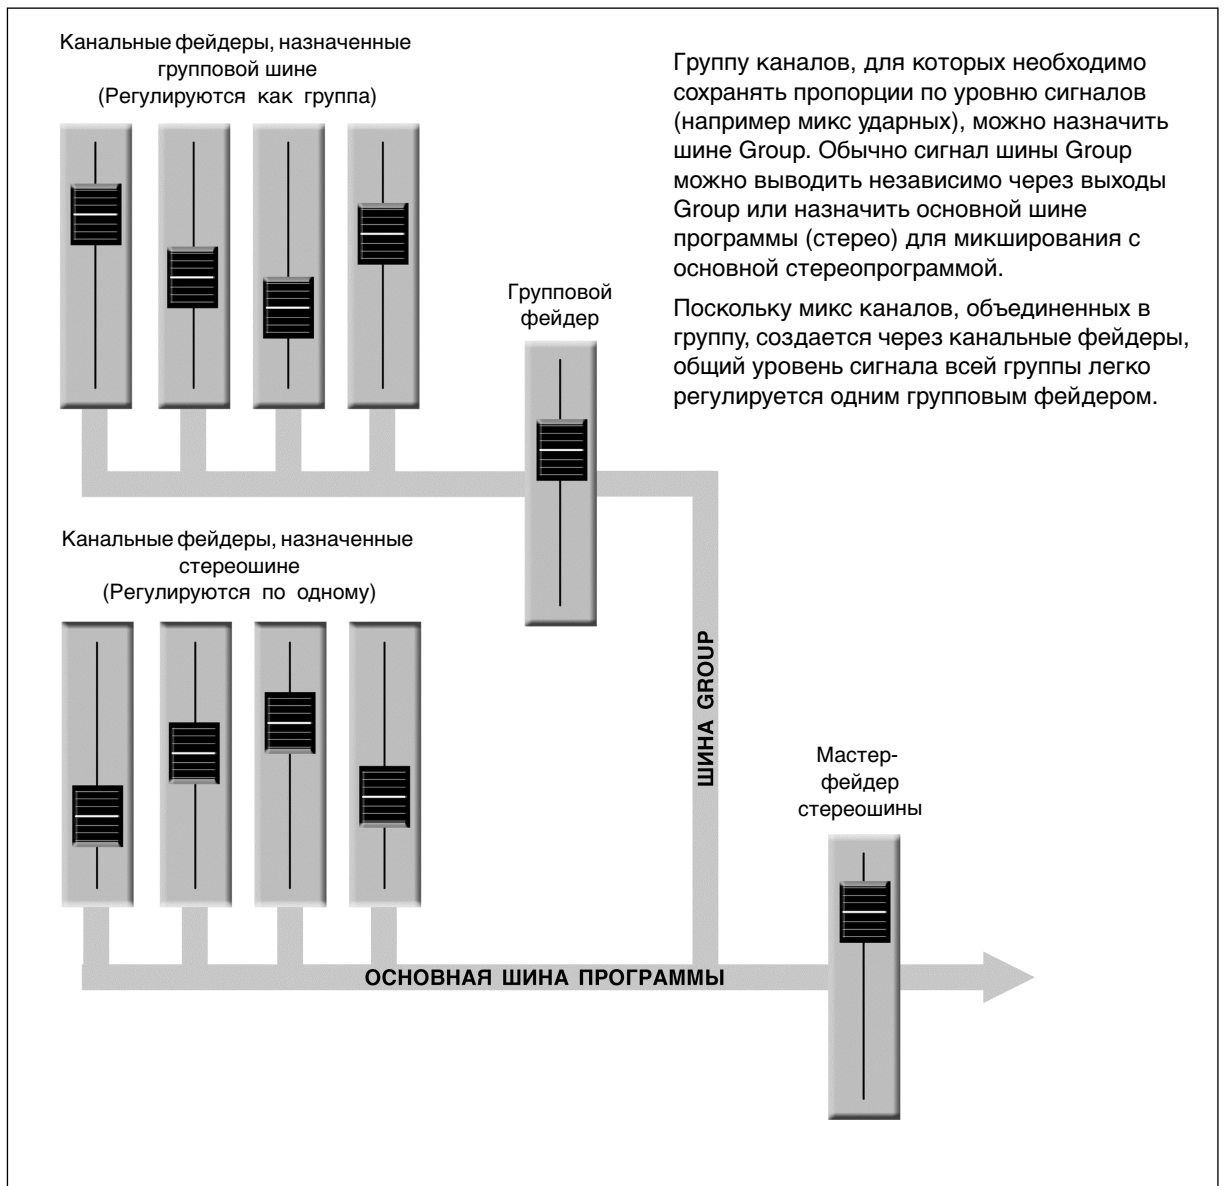 Канальные фейдеры, назначенные
групповой шине
(Регулируются как группа)
Группу каналов, для которых необходимо
сохранять пропорции по уровню сигналов
(например микс ударных), можно назначить
шине Group. Обычно сигнал шины Group
можно выводить независимо через выходы
Group или назначить основной шине
программы (стерео) для микширования с
основной стереопрограммой.
Поскольку микс каналов, объединенных в
группу, создается через канальные фейдеры,
общий уровень сигнала всей группы легко
регулируется одним групповым фейдером.
Групповой
фейдер
Канальные фейдеры, назначенные
стереошине
(Регулируются по одному)
ШИНА GROUP
Мастер-
фейдер
стереошины
ОСНОВНАЯ ШИНА ПРОГРАММЫ